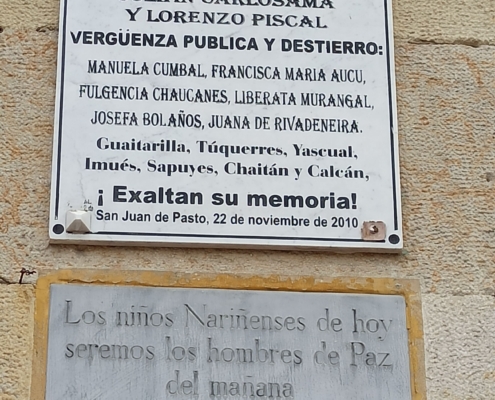 JULIÁN CARLOSAMA
Y LORENZO PISCAL
VERGÜENZA PUBLICA Y DESTIERRO:
MANUELA CUMBAL, FRANCISCA MARIA AUCU,
FULGENCIA CHAUCANES, LIBERATA MURANGAL,
JOSEFA BOLAÑOS, JUANA DE RIVADENEIRA.
Guaitarilla, Túquerres, Yascual,
Imués, Sapuyes, Chaitán y Calcán,
¡ Exaltan su memoria!
San Juan de Pasto, 22 de noviembre de 2010
Los niños Nariñenses de hoy
seremos los hombres de Paz
del mañana